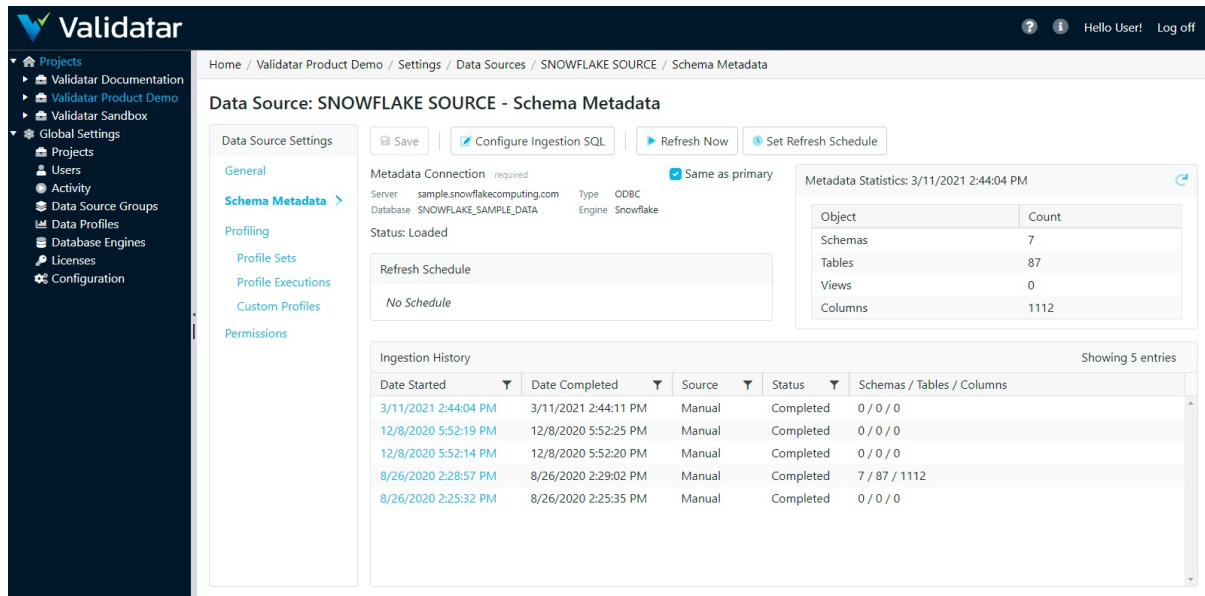 Validatar
Hello User! Log off
Projects
Validatar Documentation
Validatar Product Demo
Validatar Sandbox
Global Settings
Projects
Users
Activity
Data Source Groups
Data Profiles
Database Engines
Licenses
Configuration
Home / Validatar Product Demo / Settings / Data Sources / SNOWFLAKE SOURCE / Schema Metadata
Data Source: SNOWFLAKE SOURCE - Schema Metadata
Data Source Settings
General
Schema Metadata
Profiling
Profile Sets
Profile Executions
Custom Profiles
Permissions
Save Configure Ingestion SQL Refresh Now Set Refresh Schedule
Metadata Connection required Same as primary
Server sample.snowflakecomputing.com Type ODBC
Database SNOWFLAKE_SAMPLE_DATA Engine Snowflake
Status: Loaded
Refresh Schedule
No Schedule
Metadata Statistics: 3/11/2021 2:44:04 PM
Object Count
Schemas 7
Tables 87
Views 0
Columns 1112
Ingestion History Showing 5 entries
Date Started Date Completed Source Status Schemas / Tables / Columns
3/11/2021 2:44:04 PM 3/11/2021 2:44:11 PM Manual Completed 0 / 0 / 0
12/8/2020 5:52:19 PM 12/8/2020 5:52:25 PM Manual Completed 0 / 0 / 0
12/8/2020 5:52:14 PM 12/8/2020 5:52:20 PM Manual Completed 0 / 0 / 0
8/26/2020 2:28:57 PM 8/26/2020 2:29:02 PM Manual Completed 7 / 87 / 1112
8/26/2020 2:25:32 PM 8/26/2020 2:25:35 PM Manual Completed 0 / 0 / 0